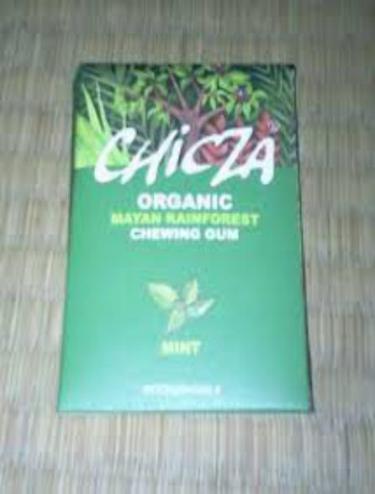 CHiCZA
ORGANIC
MAYAN RAINFOREST
CHEWING GUM
MINT